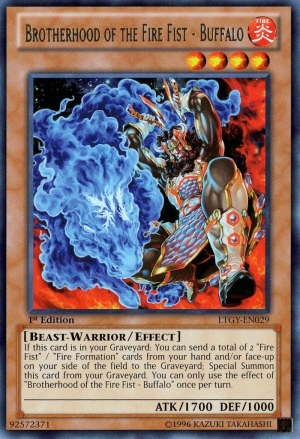 BROTHERHOOD OF THE FIRE FIST - BUFFALO
FIRE
炎
1st Edition
LTGY-EN029
[BEAST-WARRIOR/EFFECT]
If this card is in your Graveyard: You can send a total of 2 "Fire
Fist" / "Fire Formation" cards from your hand and/or face-up
on your side of the field to the Graveyard; Special Summon
this card from your Graveyard. You can only use the effect of
"Brotherhood of the Fire Fist - Buffalo" once per turn.
ATK/1700 DEF/1000
92572371
©1996 KAZUKI TAKAHASHI